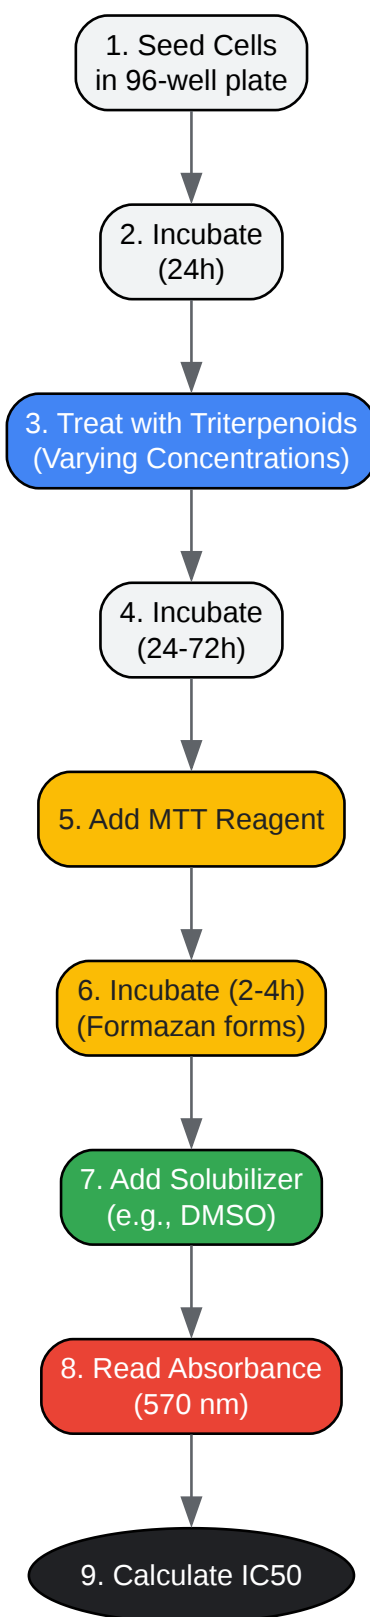 1. Seed Cells
in 96-well plate
2. Incubate
(24h)
3. Treat with Triterpenoids
(Varying Concentrations)
4. Incubate
(24-72h)
5. Add MTT Reagent
6. Incubate (2-4h)
(Formazan forms)
7. Add Solubilizer
(e.g., DMSO)
8. Read Absorbance
(570 nm)
9. Calculate IC50